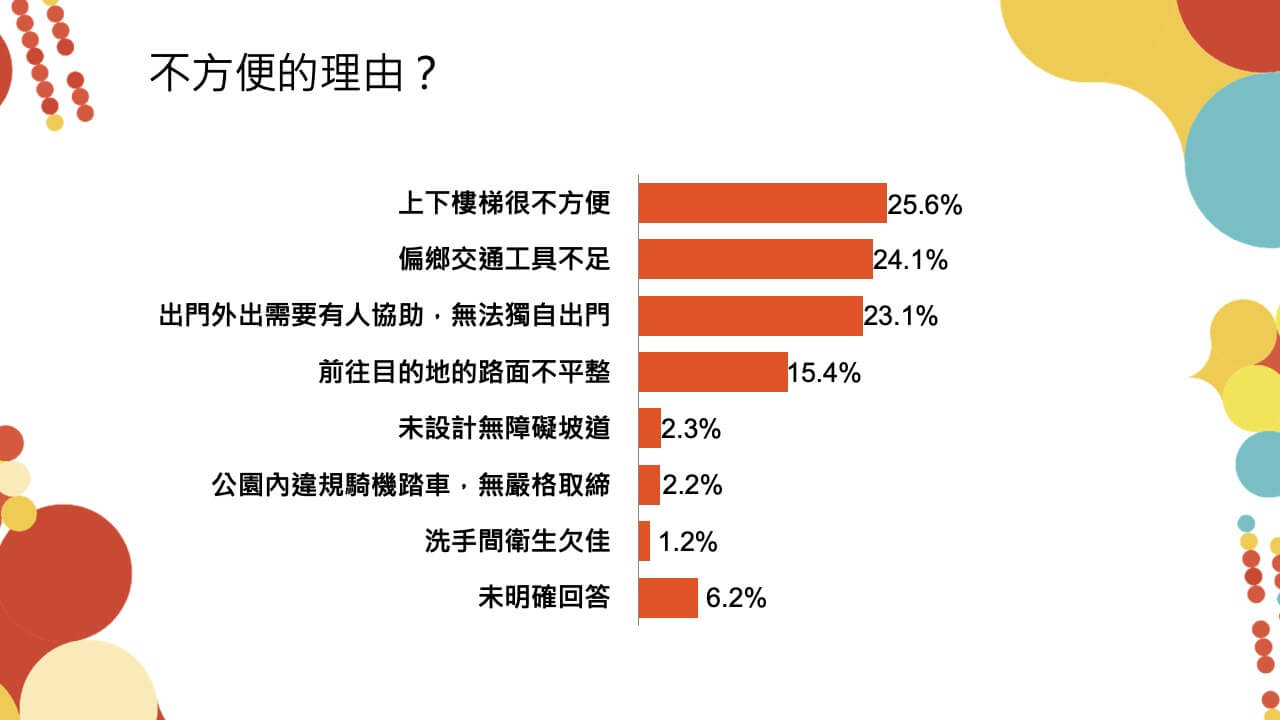 不方便的理由？
上下樓梯很不方便 25.6%
偏鄉交通工具不足 24.1%
出門外出需要有人協助，無法獨自出門 23.1%
前往目的地的路面不平整 15.4%
未設計無障礙坡道 2.3%
公園內違規騎機踏車，無嚴格取締 2.2%
洗手間衛生欠佳 1.2%
未明確回答 6.2%